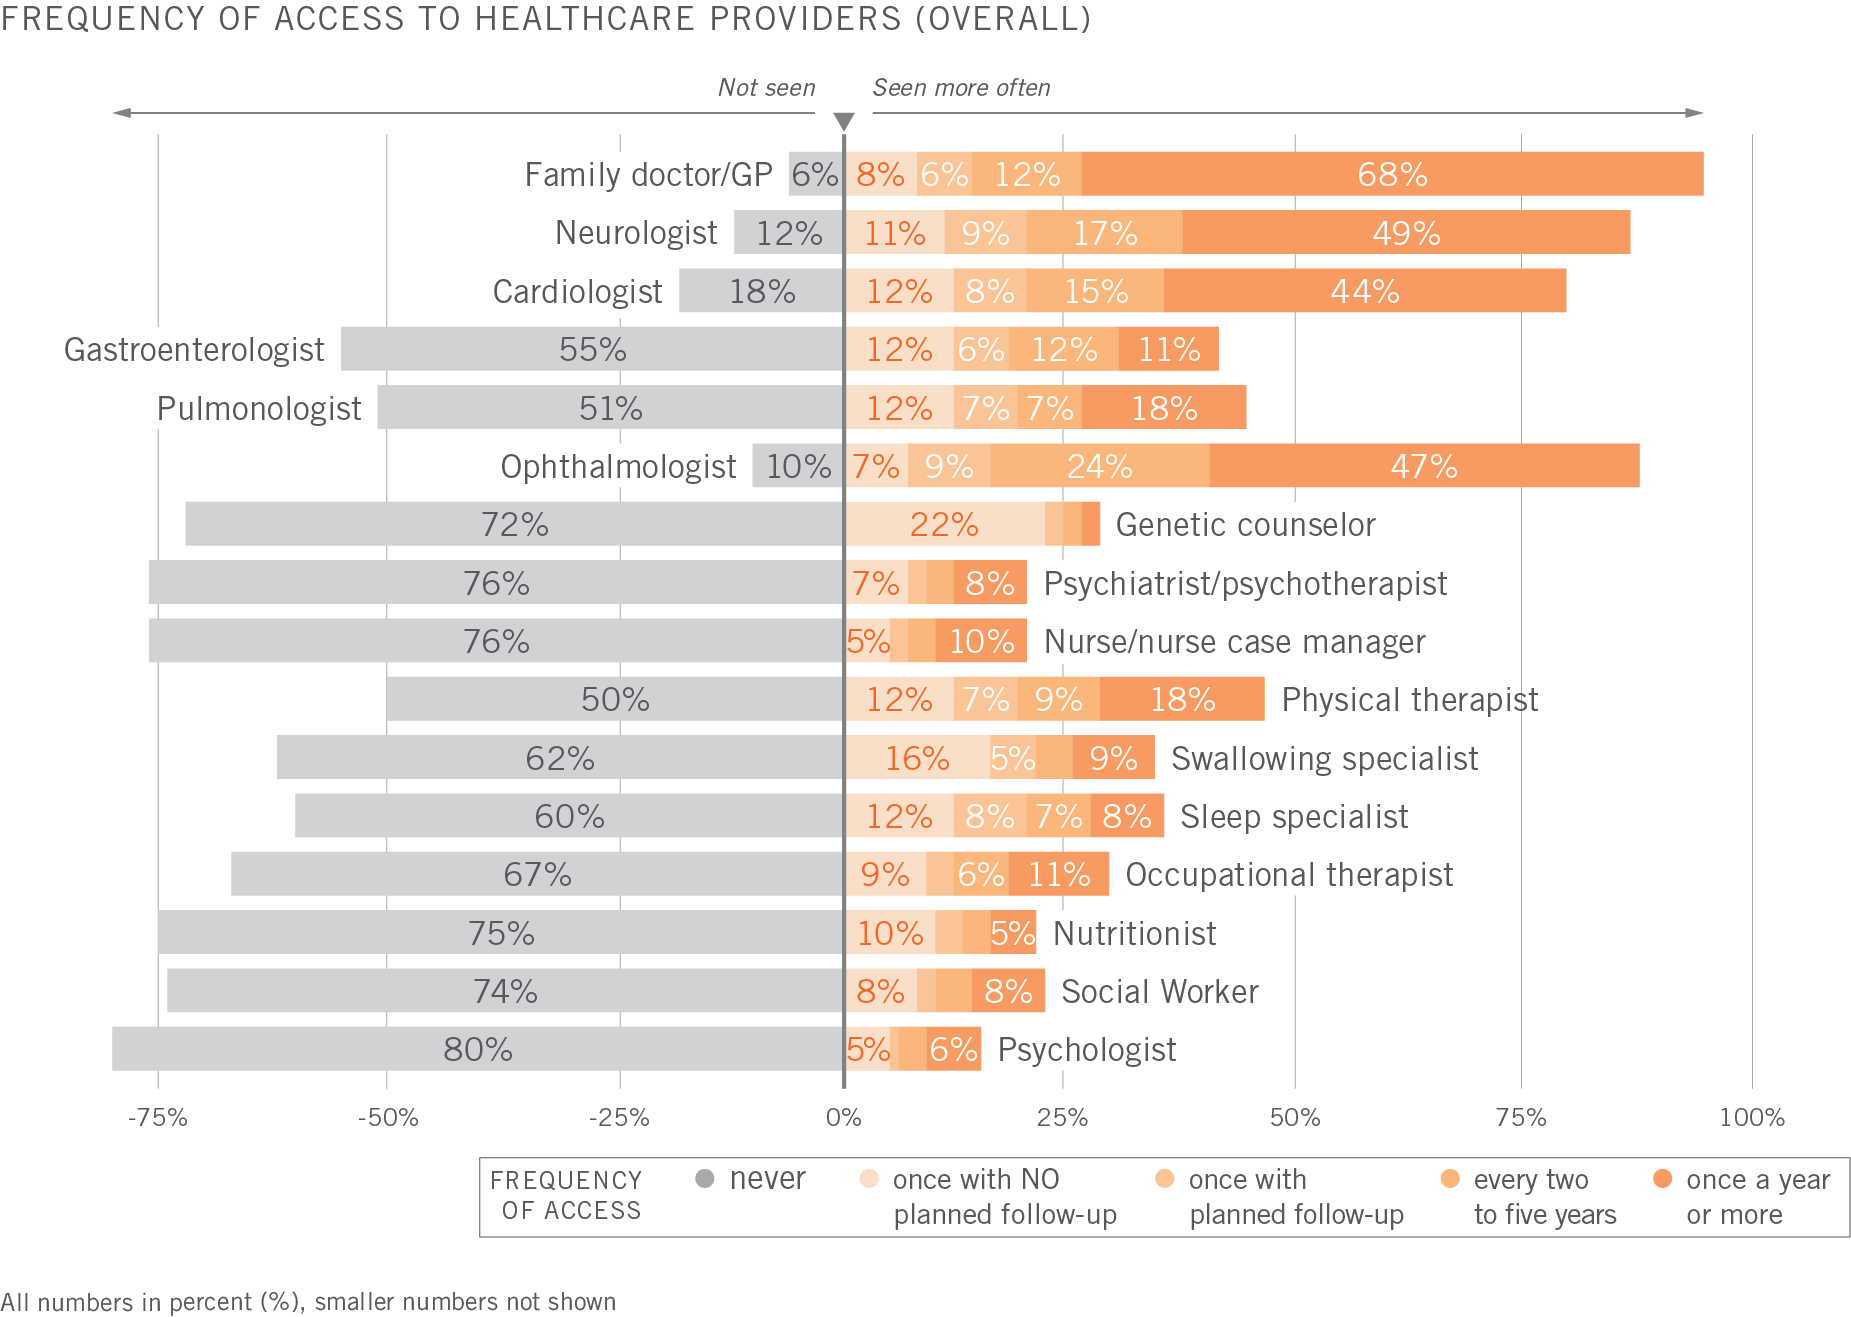 FREQUENCY OF ACCESS TO HEALTHCARE PROVIDERS (OVERALL)
Not seen Seen more often
Family doctor/GP 6% 8% 6% 12% 68%
Neurologist 12% 11% 9% 17% 49%
Cardiologist 18% 12% 8% 15% 44%
Gastroenterologist 55% 12% 6% 12% 11%
Pulmonologist 51% 12% 7% 7% 18%
Ophthalmologist 10% 7% 9% 24% 47%
72% 22% Genetic counselor
76% 7% 8% Psychiatrist/psychotherapist
76% 5% 10% Nurse/nurse case manager
50% 12% 7% 9% 18% Physical therapist
62% 16% 5% 9% Swallowing specialist
60% 12% 8% 7% 8% Sleep specialist
67% 9% 6% 11% Occupational therapist
75% 10% 5% Nutritionist
74% 8% 8% Social Worker
80% 5% 6% Psychologist
-75% -50% -25% 0% 25% 50% 75% 100%
FREQUENCY
OF ACCESS
never
once with NO
planned follow-up
once with
planned follow-up
every two
to five years
once a year
or more
All numbers in percent (%), smaller numbers not shown